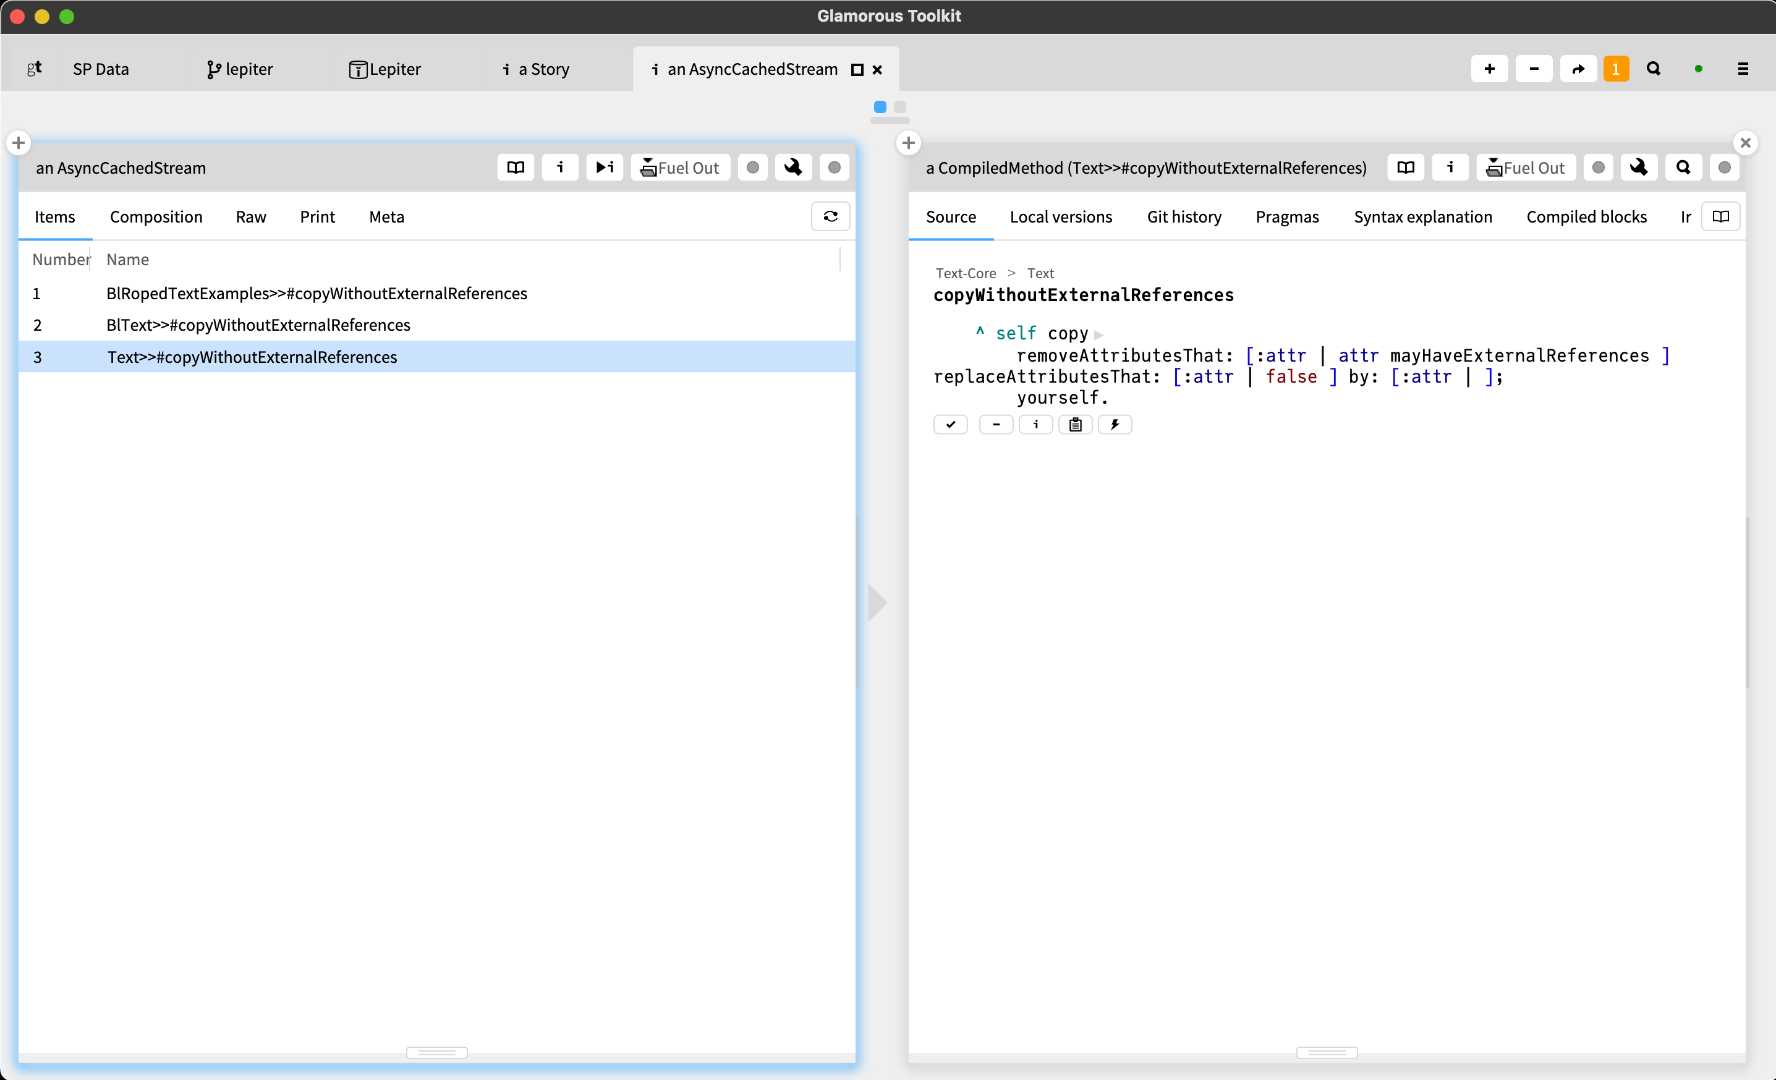 Glamorous Toolkit
gt SP Data lepiter Lepiter i a Story i an AsyncCachedStream
1
an AsyncCachedStream i i Fuel Out
Items Composition Raw Print Meta
Number Name
1 BlRopedTextExamples>>#copyWithoutExternalReferences
2 BlText>>#copyWithoutExternalReferences
3 Text>>#copyWithoutExternalReferences
a CompiledMethod (Text>>#copyWithoutExternalReferences) i Fuel Out
Source Local versions Git history Pragmas Syntax explanation Compiled blocks Ir
Text-Core > Text
copyWithoutExternalReferences
^ self copy
removeAttributesThat: [:attr | attr mayHaveExternalReferences ]
replaceAttributesThat: [:attr | false ] by: [:attr | ];
yourself.
i